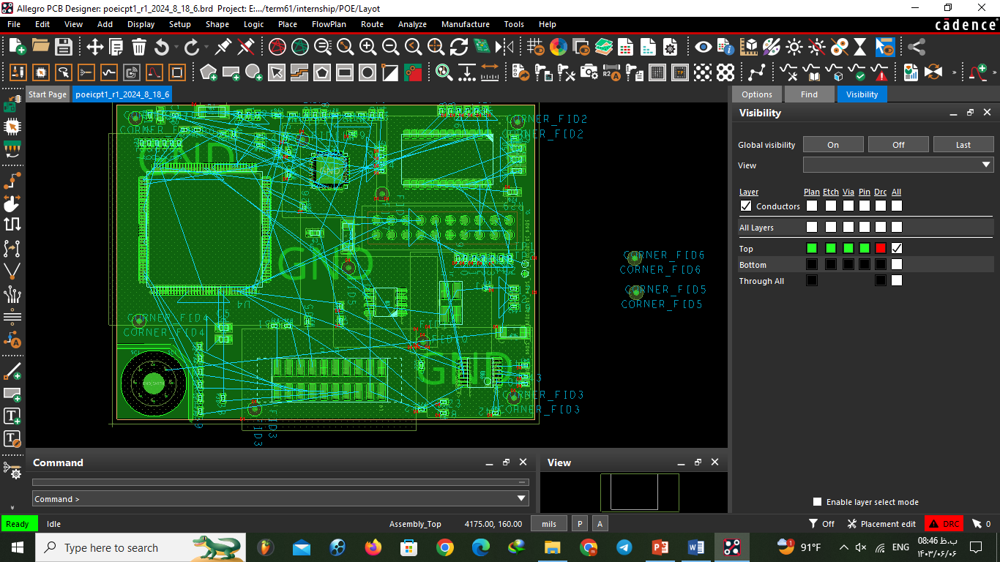 Allegro PCB Designer: poeicpt1_r1_2024_8_18_6.brd Project: E:.../term61/internship/POE/Layot
File Edit View Add Display Setup Shape Logic Place FlowPlan Route Analyze Manufacture Tools Help
cādence
Start Page
poeicpt1_r1_2024_8_18_6
Options
Find
Visibility
Visibility
Global visibility
On
Off
Last
View
Layer
Plan Etch Via Pin Drc All
Conductors
All Layers
Top
Bottom
Through All
CORNER_FID2
CORNER_FID2
GND
GND
GND
U4
CORNER_FID4
CORNER_FID4
CORNER_FID6
CORNER_FID6
CORNER_FID5
CORNER_FID5
CORNER_FID3
CORNER_FID3
FID3
FID3
Command
Command >
View
Enable layer select mode
Ready
Idle
Assembly_Top
4175.00, 160.00
mils
P
A
Off
Placement edit
DRC
0
Type here to search
91°F
ENG
08:46 ب.ظ
۱۴۰۳/۰۶/۰۶